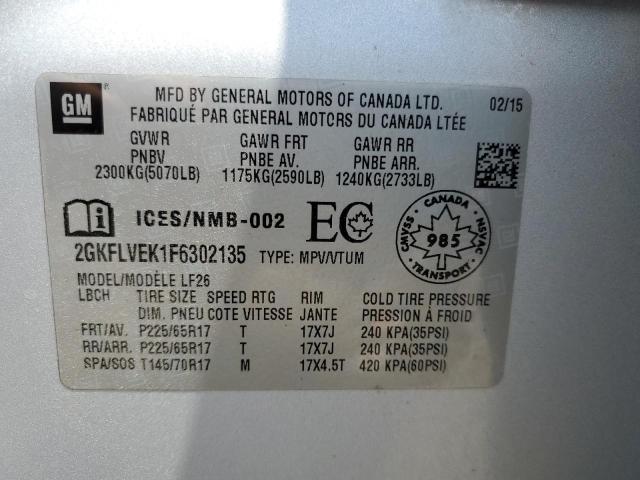 GM
MFD BY GENERAL MOTORS OF CANADA LTD. 02/15
FABRIQUÉ PAR GENERAL MOTORS DU CANADA LTÉE
GVWR GAWR FRT GAWR RR
PNBV PNBE AV. PNBE ARR.
2300KG(5070LB) 1175KG(2590LB) 1240KG(2733LB)
ICES/NMB-002 EC
CANADA
CMVSS 985 NSVAC
TRANSPORT
2GKFLVEK1F6302135 TYPE: MPV/VTUM
MODEL/MODÈLE LF26
LBCH TIRE SIZE SPEED RTG RIM COLD TIRE PRESSURE
DIM. PNEU COTE VITESSE JANTE PRESSION À FROID
FRT/AV. P225/65R17 T 17X7J 240 KPA(35PSI)
RR/ARR. P225/65R17 T 17X7J 240 KPA(35PSI)
SPA/SOS T145/70R17 M 17X4.5T 420 KPA(60PSI)